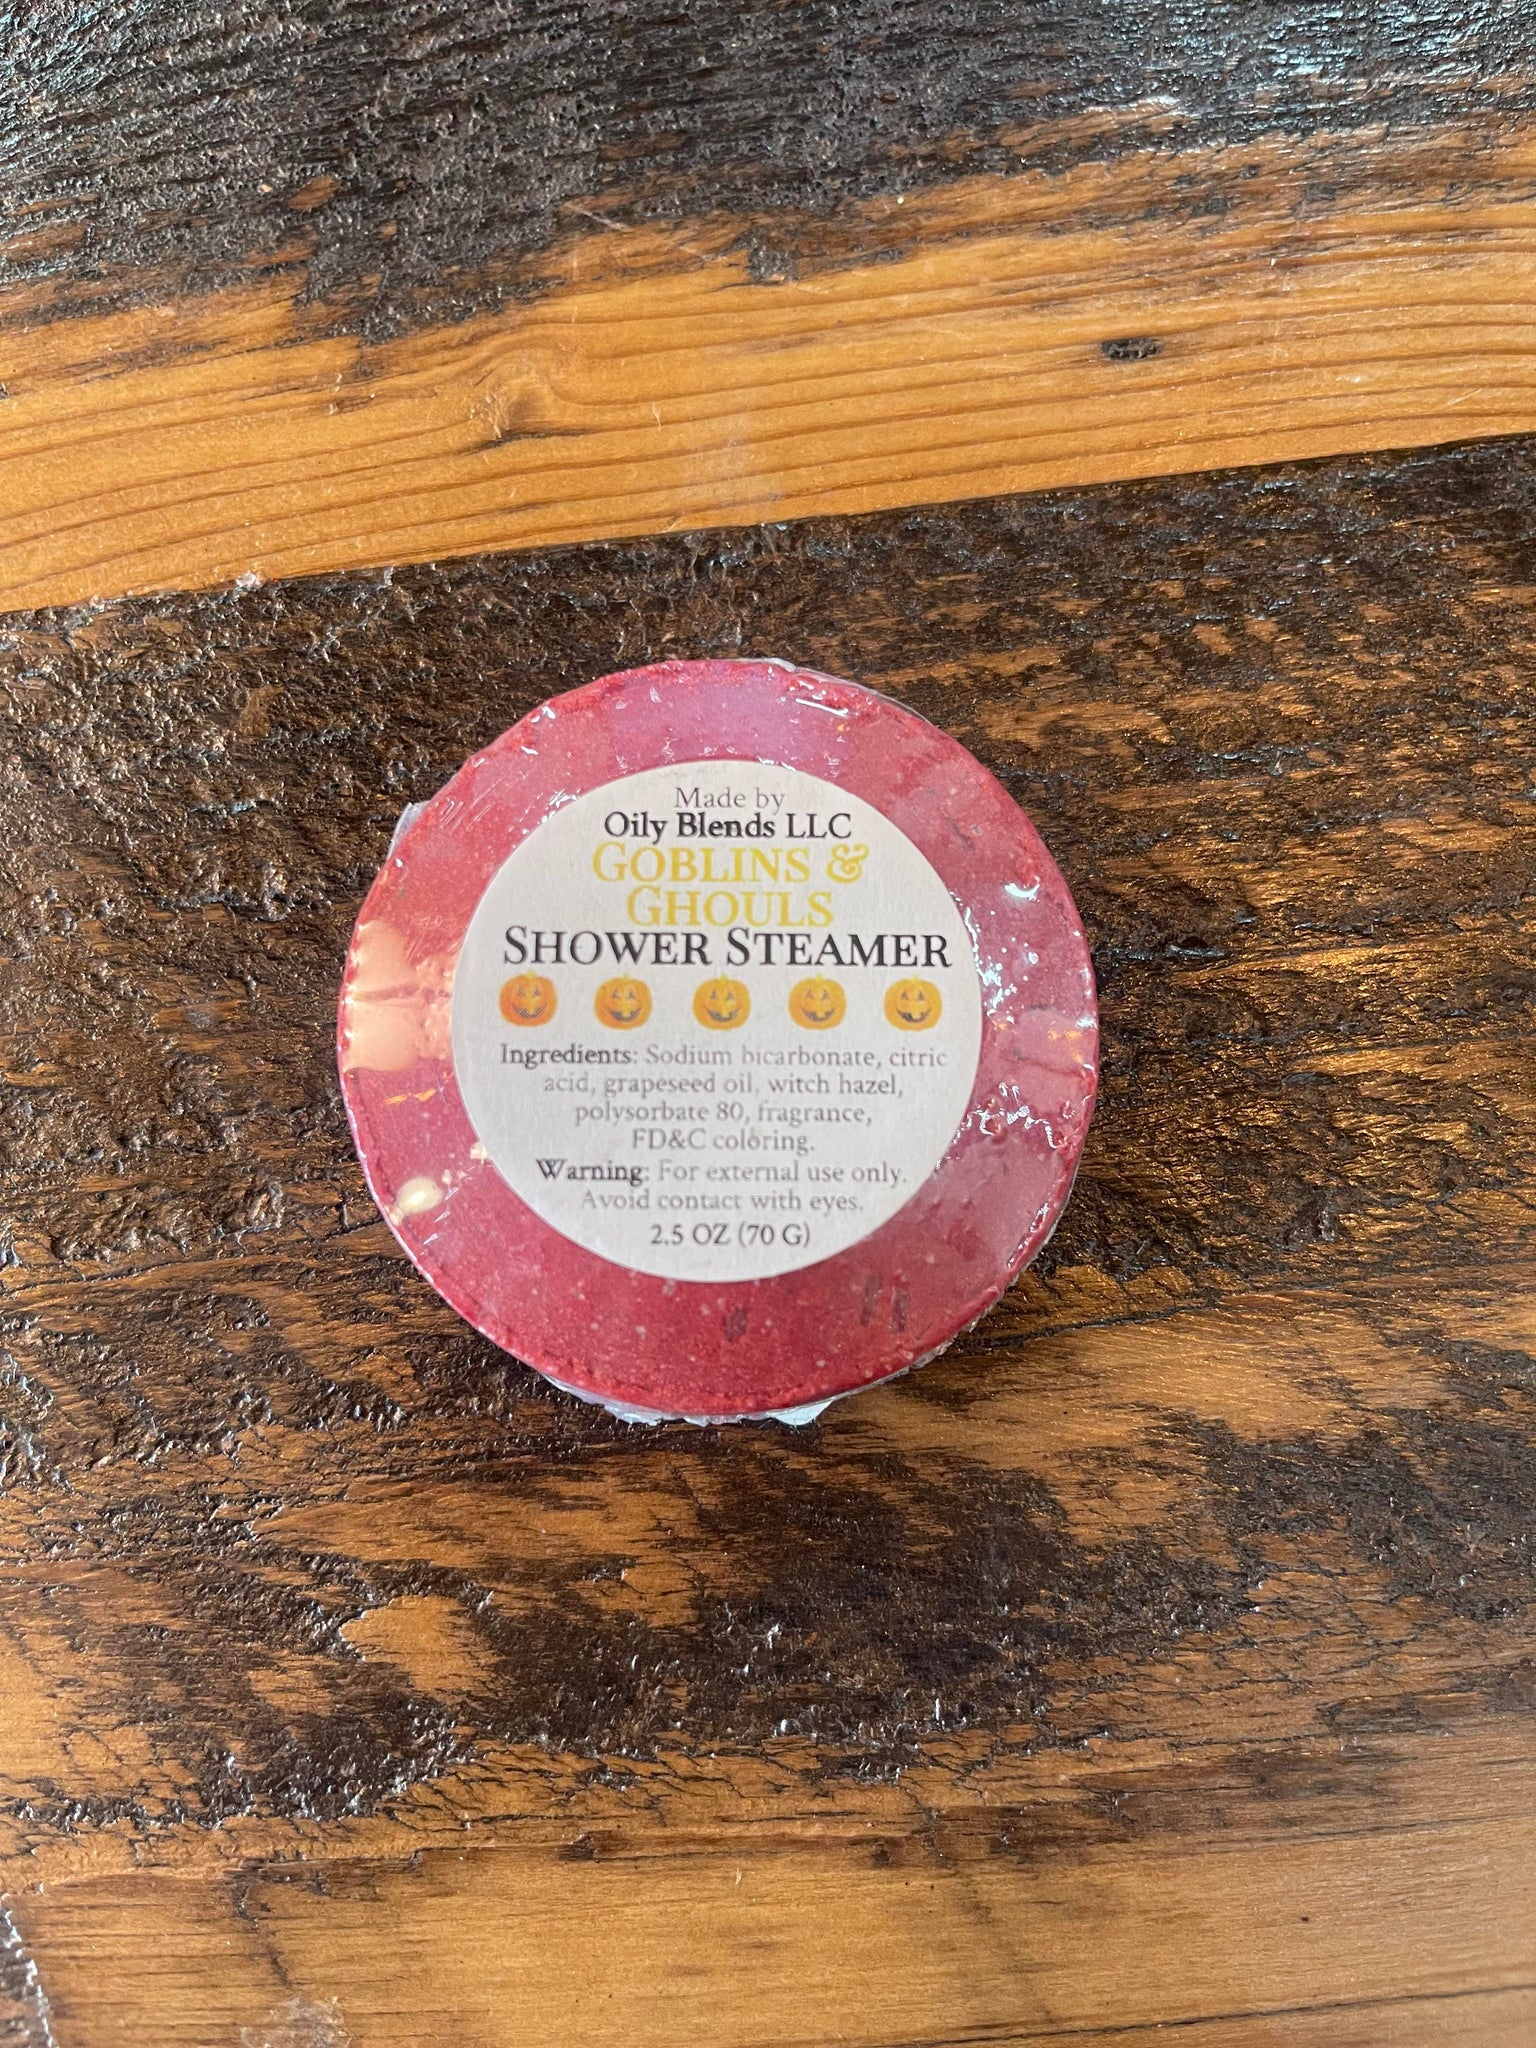 Made by
Oily Blends LLC
GOBLINS &
GHOULS
SHOWER STEAMER
Ingredients: Sodium bicarbonate, citric
acid, grapeseed oil, witch hazel,
polysorbate 80, fragrance,
FD&C coloring.
Warning: For external use only.
Avoid contact with eyes.
2.5 OZ (70 G)